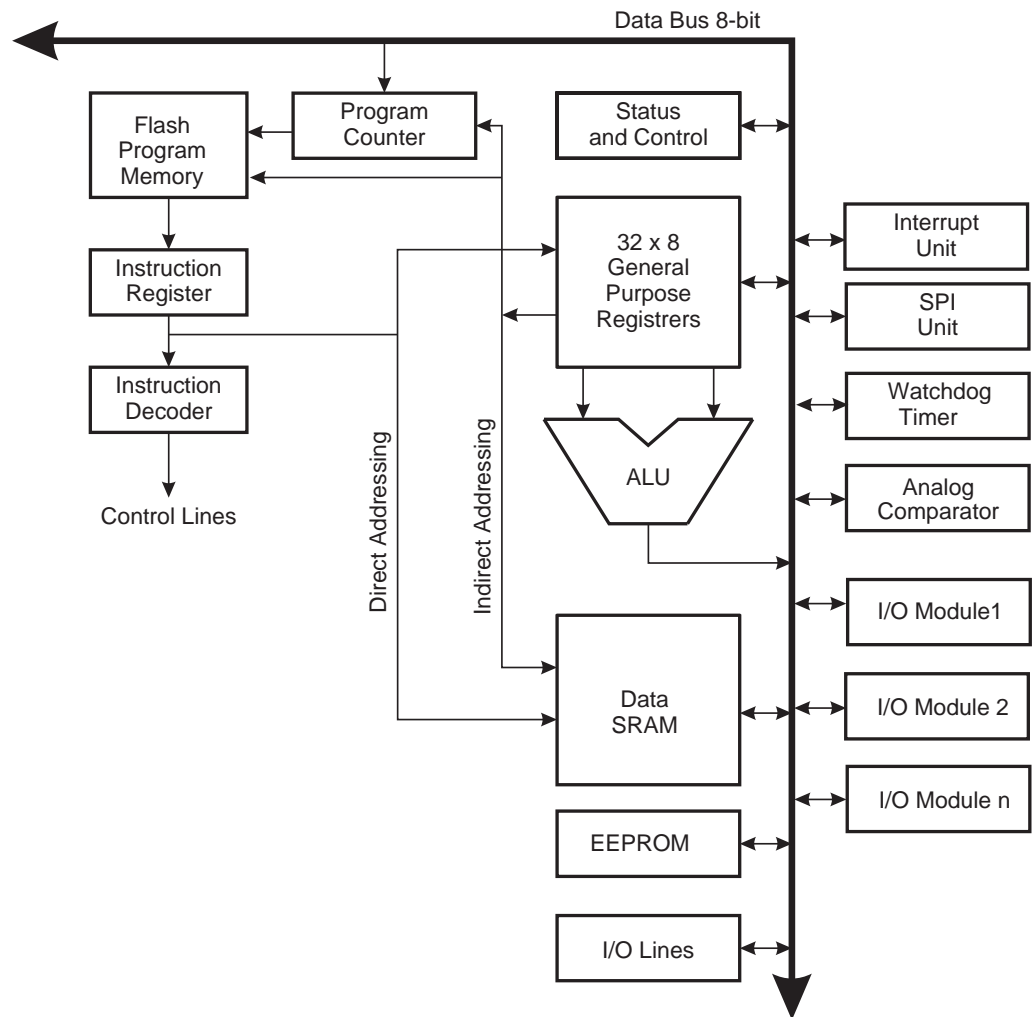 Data Bus 8-bit
Flash
Program
Memory
Program
Counter
Status
and Control
Interrupt
Unit
32 x 8
General
Purpose
Registrers
Instruction
Register
SPI
Unit
Instruction
Decoder
Watchdog
Timer
Control Lines
Direct Addressing
Indirect Addressing
ALU
Analog
Comparator
I/O Module1
Data
SRAM
I/O Module 2
I/O Module n
EEPROM
I/O Lines